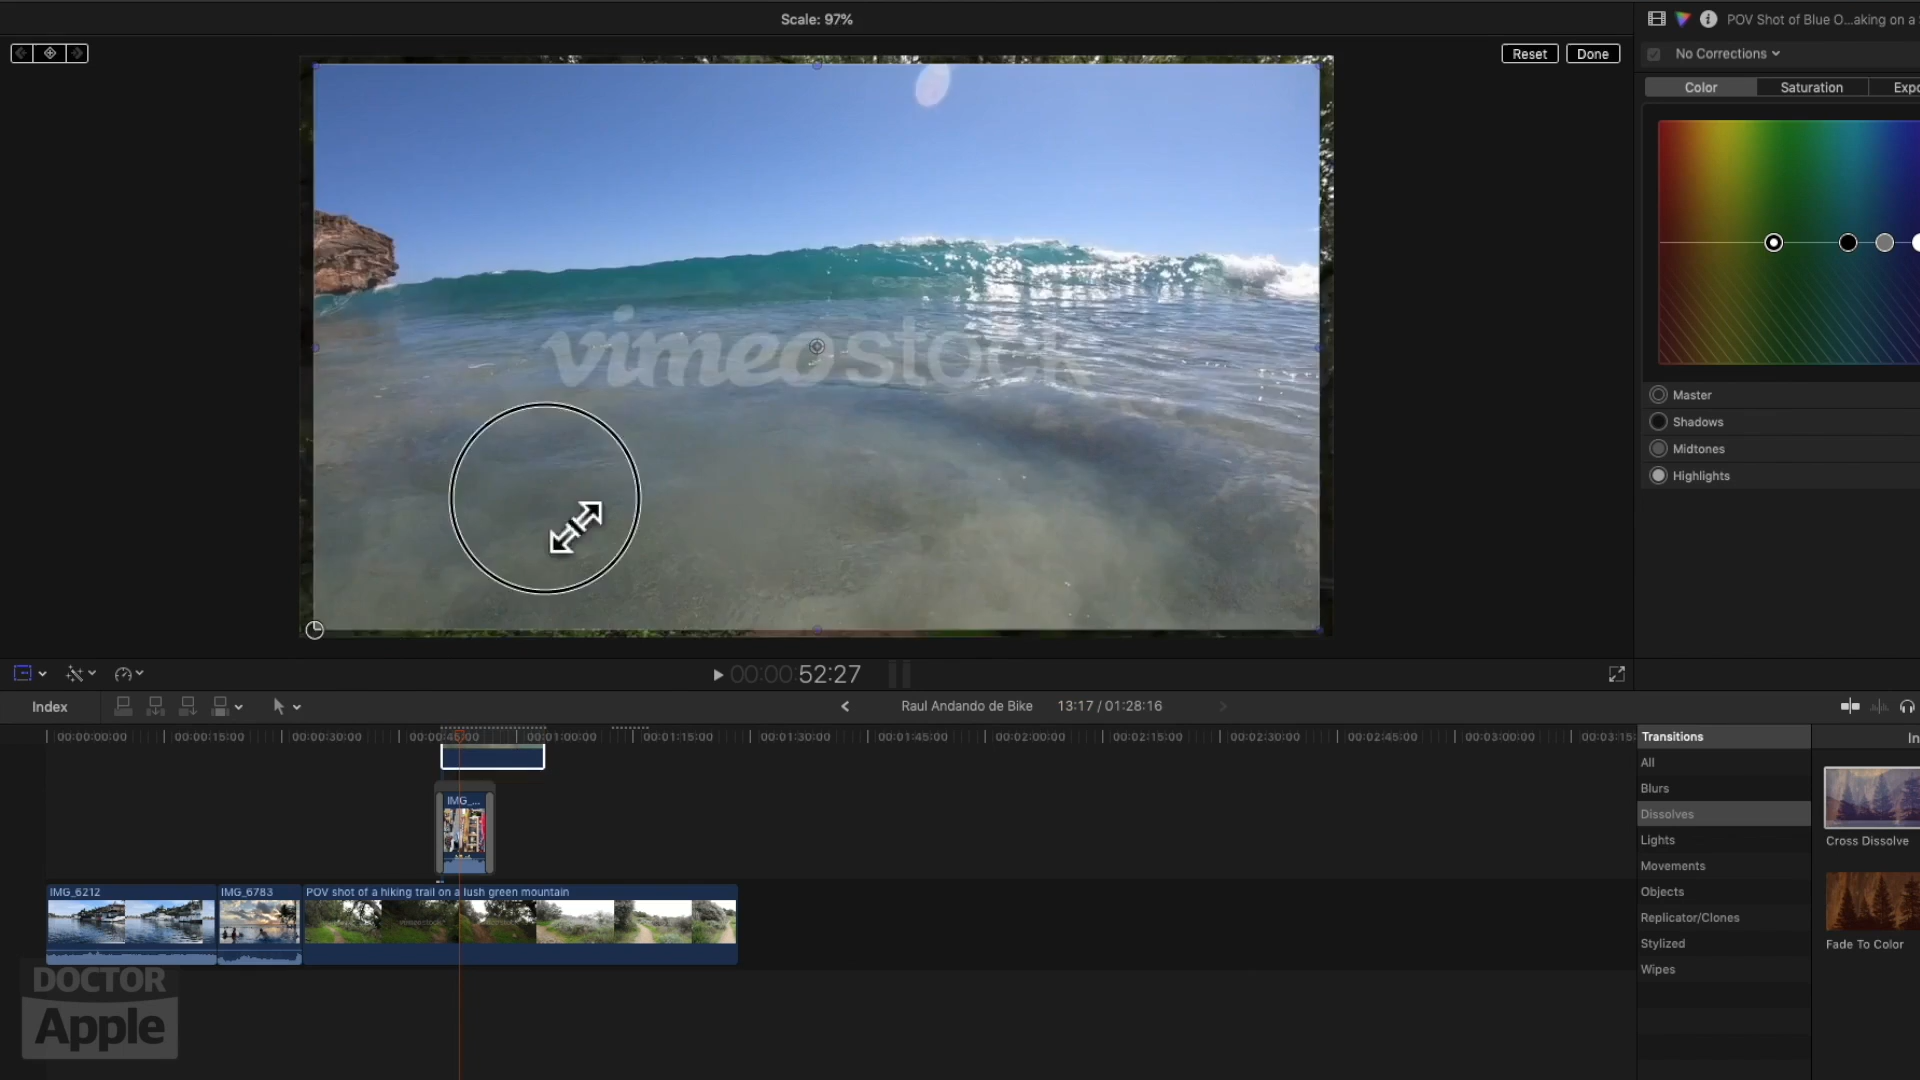 Scale: 97%
POV Shot of Blue O...aking on a
Reset
Done
No Corrections
Color
Saturation
Expo
vimeostock
Master
Shadows
Midtones
Highlights
00:00:52:27
Index
Raul Andando de Bike
13:17 / 01:28:16
00:00:00:00
00:00:15:00
00:00:30:00
00:00:45:00
00:01:00:00
00:01:15:00
00:01:30:00
00:01:45:00
00:02:00:00
00:02:15:00
00:02:30:00
00:02:45:00
00:03:00:00
00:03:15:
Transitions
In
All
Blurs
Dissolves
Lights
Movements
Objects
Replicator/Clones
Stylized
Wipes
Cross Dissolve
Fade To Color
IMG_...
IMG_6212
IMG_6783
POV shot of a hiking trail on a lush green mountain
DOCTOR
Apple